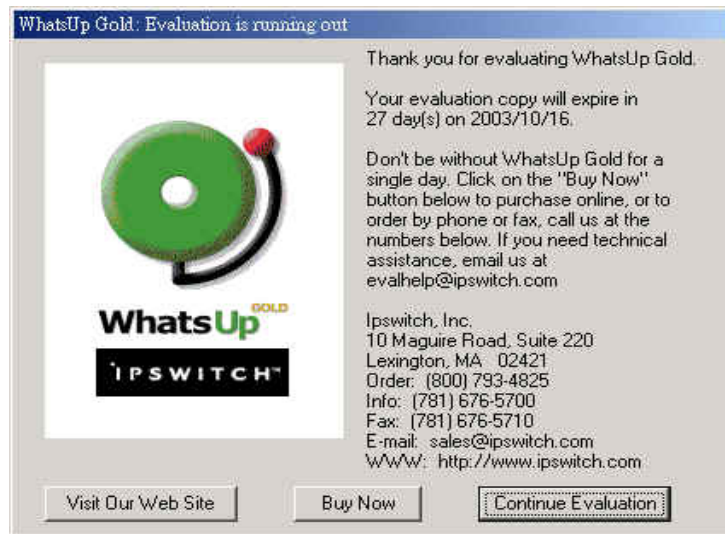 WhatsUp Gold: Evaluation is running out
Thank you for evaluating WhatsUp Gold.
Your evaluation copy will expire in
27 day(s) on 2003/10/16.
Don't be without WhatsUp Gold for a
single day. Click on the "Buy Now"
button below to purchase online, or to
order by phone or fax, call us at the
numbers below. If you need technical
assistance, email us at
evalhelp@ipswitch.com
WhatsUp GOLD
IPSWITCH™
Ipswitch, Inc.
10 Maguire Road, Suite 220
Lexington, MA 02421
Order: (800) 793-4825
Info: (781) 676-5700
Fax: (781) 676-5710
E-mail: sales@ipswitch.com
WWW: http://www.ipswitch.com
Visit Our Web Site
Buy Now
Continue Evaluation